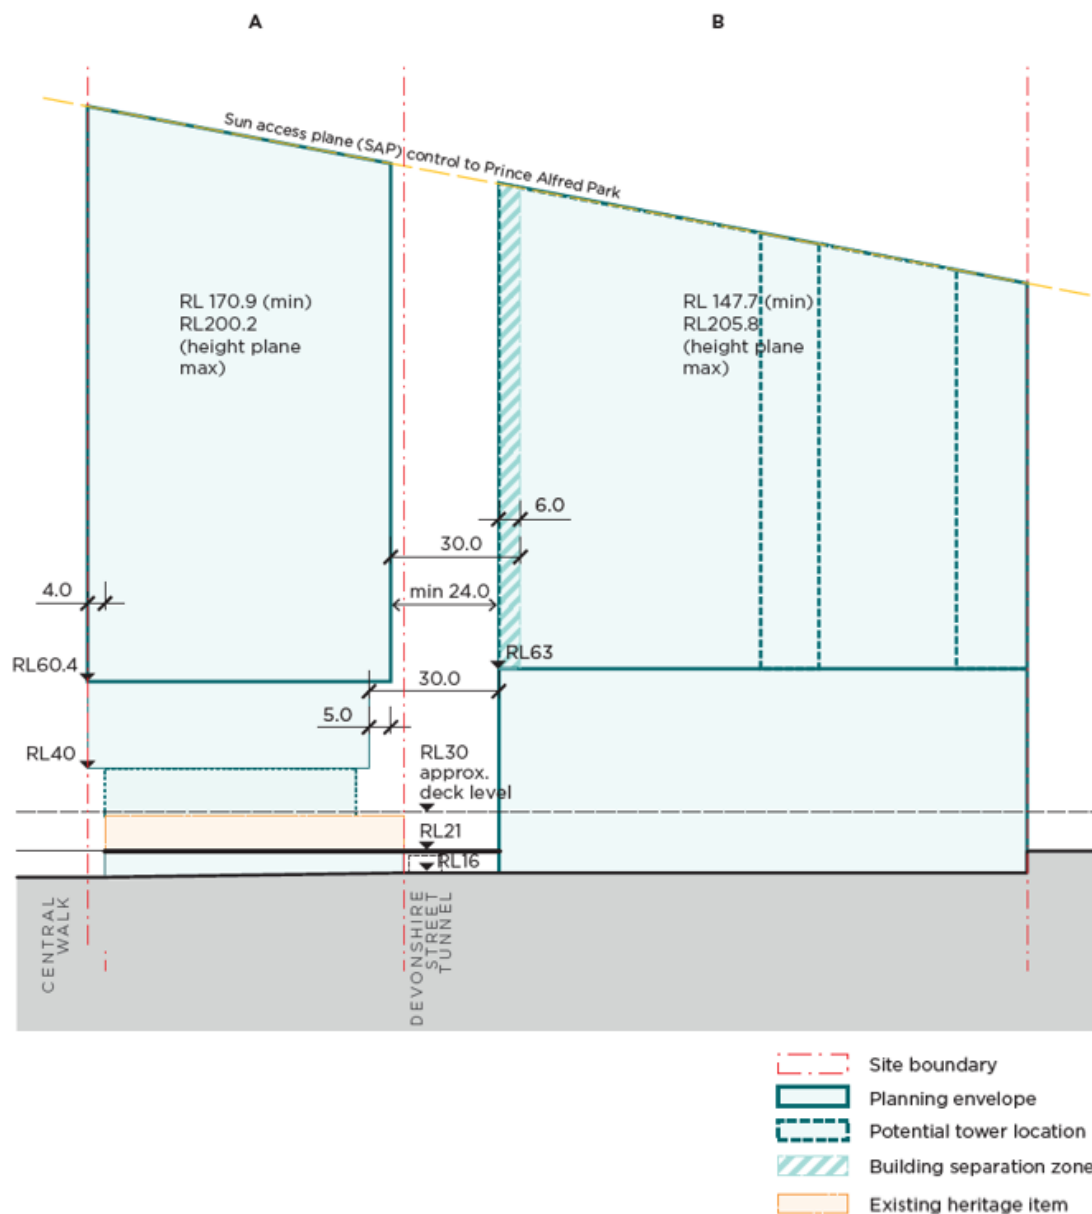 A
B
Sun access plane (SAP) control to Prince Alfred Park
RL 170.9 (min)
RL200.2
(height plane
max)
RL 147.7 (min)
RL205.8
(height plane
max)
6.0
30.0
4.0
min 24.0
RL63
RL60.4
30.0
5.0
RL40
RL30
approx.
deck level
RL21
RL16
CENTRAL
WALK
DEVONSHIRE
STREET
TUNNEL
Site boundary
Planning envelope
Potential tower location
Building separation zone
Existing heritage item